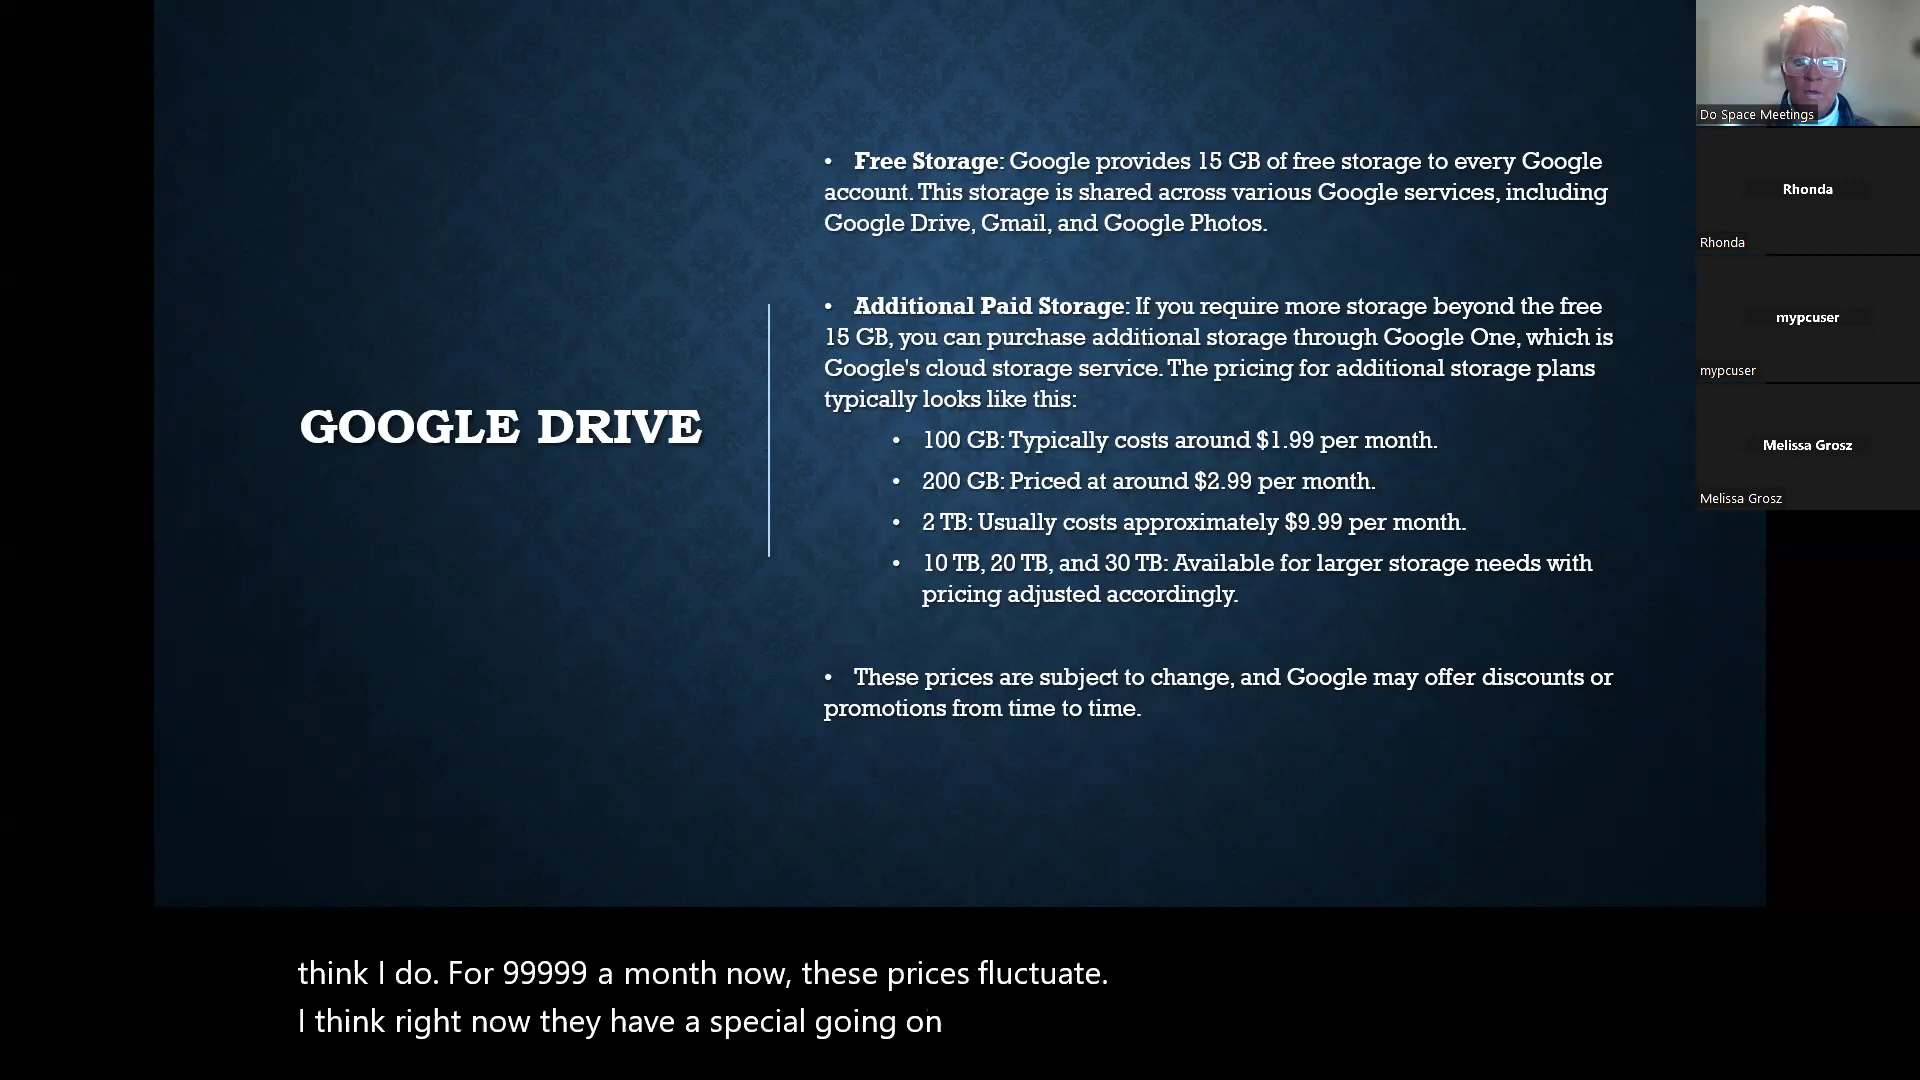 GOOGLE DRIVE
• Free Storage: Google provides 15 GB of free storage to every Google
account. This storage is shared across various Google services, including
Google Drive, Gmail, and Google Photos.
• Additional Paid Storage: If you require more storage beyond the free
15 GB, you can purchase additional storage through Google One, which is
Google's cloud storage service. The pricing for additional storage plans
typically looks like this:
• 100 GB: Typically costs around $1.99 per month.
• 200 GB: Priced at around $2.99 per month.
• 2 TB: Usually costs approximately $9.99 per month.
• 10 TB, 20 TB, and 30 TB: Available for larger storage needs with
pricing adjusted accordingly.
• These prices are subject to change, and Google may offer discounts or
promotions from time to time.
Do Space Meetings
Rhonda
Rhonda
mypcuser
mypcuser
Melissa Grosz
Melissa Grosz
think I do. For 99999 a month now, these prices fluctuate.
I think right now they have a special going on